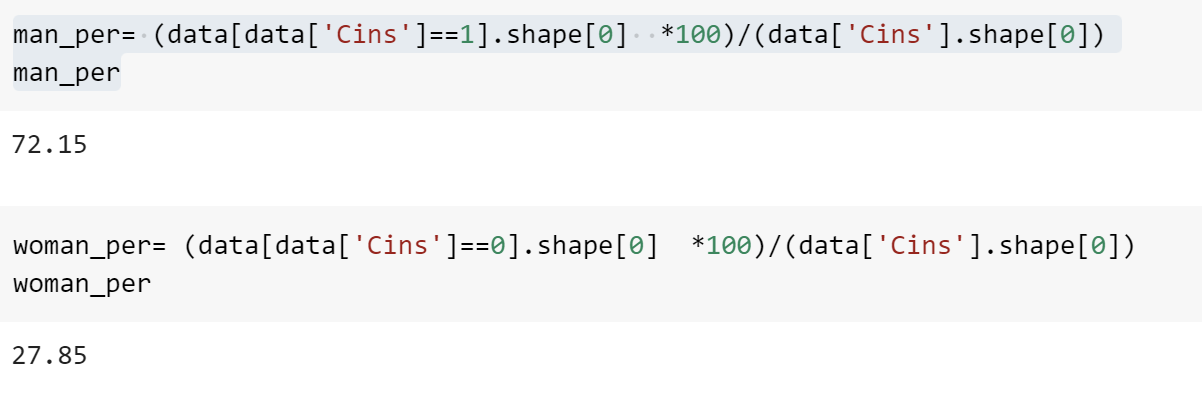 man_per= (data[data['Cins']==1].shape[0]  *100)/(data['Cins'].shape[0])
man_per
72.15
woman_per= (data[data['Cins']==0].shape[0]  *100)/(data['Cins'].shape[0])
woman_per
27.85